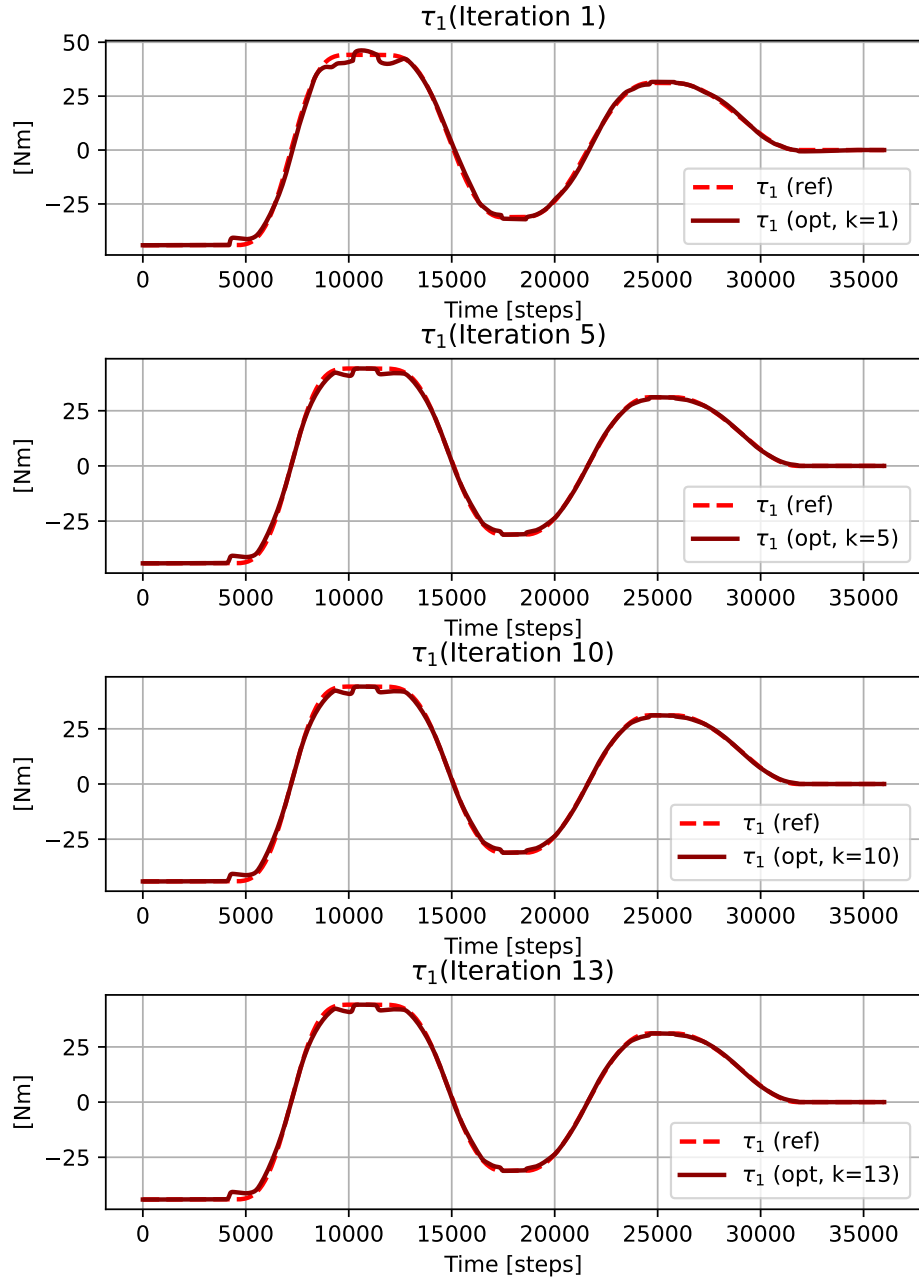 τ₁(Iteration 1)
50
25
0
−25
[Nm]
τ₁ (ref)
τ₁ (opt, k=1)
0 5000 10000 15000 20000 25000 30000 35000
Time [steps]
τ₁(Iteration 5)
25
0
−25
[Nm]
τ₁ (ref)
τ₁ (opt, k=5)
0 5000 10000 15000 20000 25000 30000 35000
Time [steps]
τ₁(Iteration 10)
25
0
−25
[Nm]
τ₁ (ref)
τ₁ (opt, k=10)
0 5000 10000 15000 20000 25000 30000 35000
Time [steps]
τ₁(Iteration 13)
25
0
−25
[Nm]
τ₁ (ref)
τ₁ (opt, k=13)
0 5000 10000 15000 20000 25000 30000 35000
Time [steps]